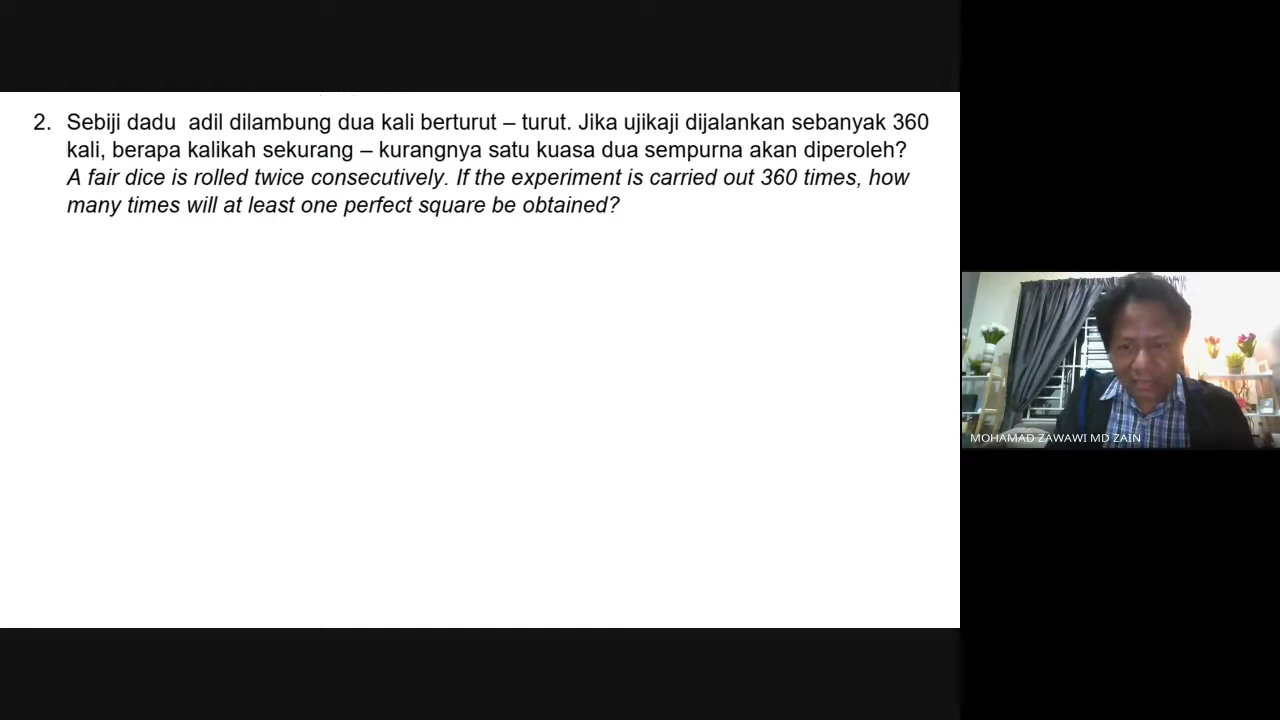 2. Sebiji dadu adil dilambung dua kali berturut – turut. Jika ujikaji dijalankan sebanyak 360
kali, berapa kalikah sekurang – kurangnya satu kuasa dua sempurna akan diperoleh?
A fair dice is rolled twice consecutively. If the experiment is carried out 360 times, how
many times will at least one perfect square be obtained?
MOHAMAD ZAWAWI MD ZAIN